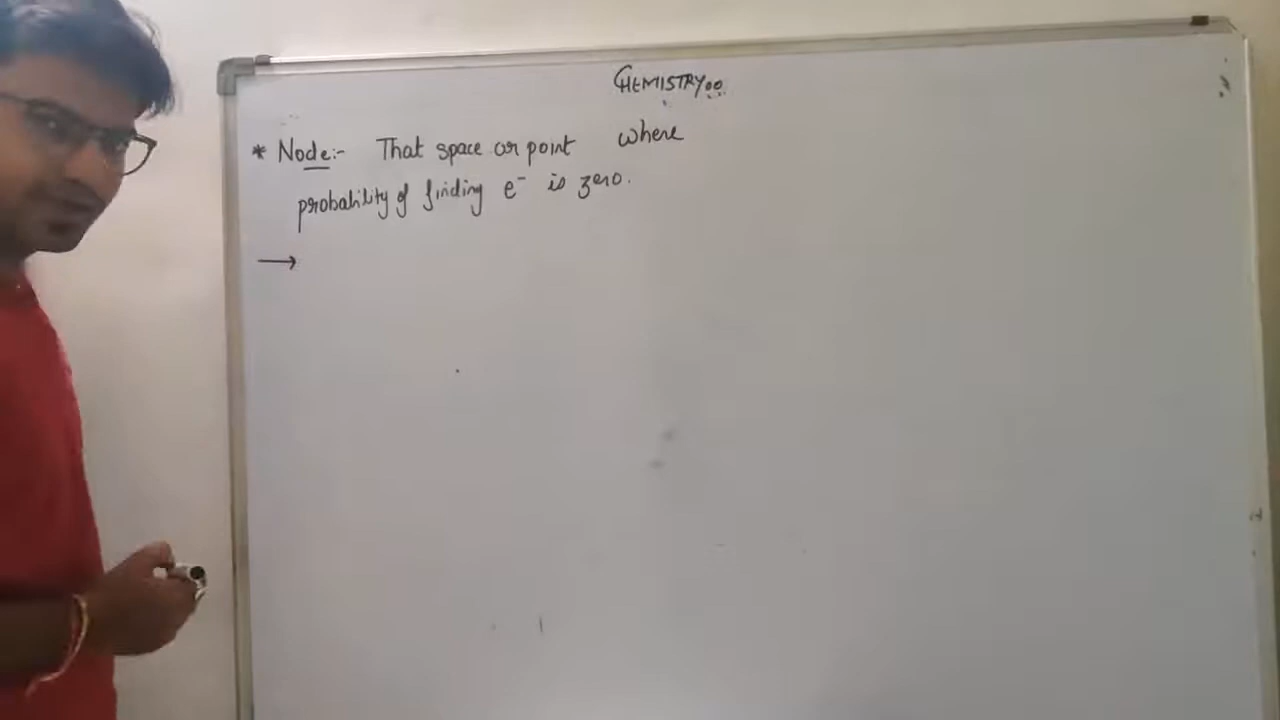 CHEMISTRY
* Node:- That space or point where
probability of finding e⁻ is zero.
→